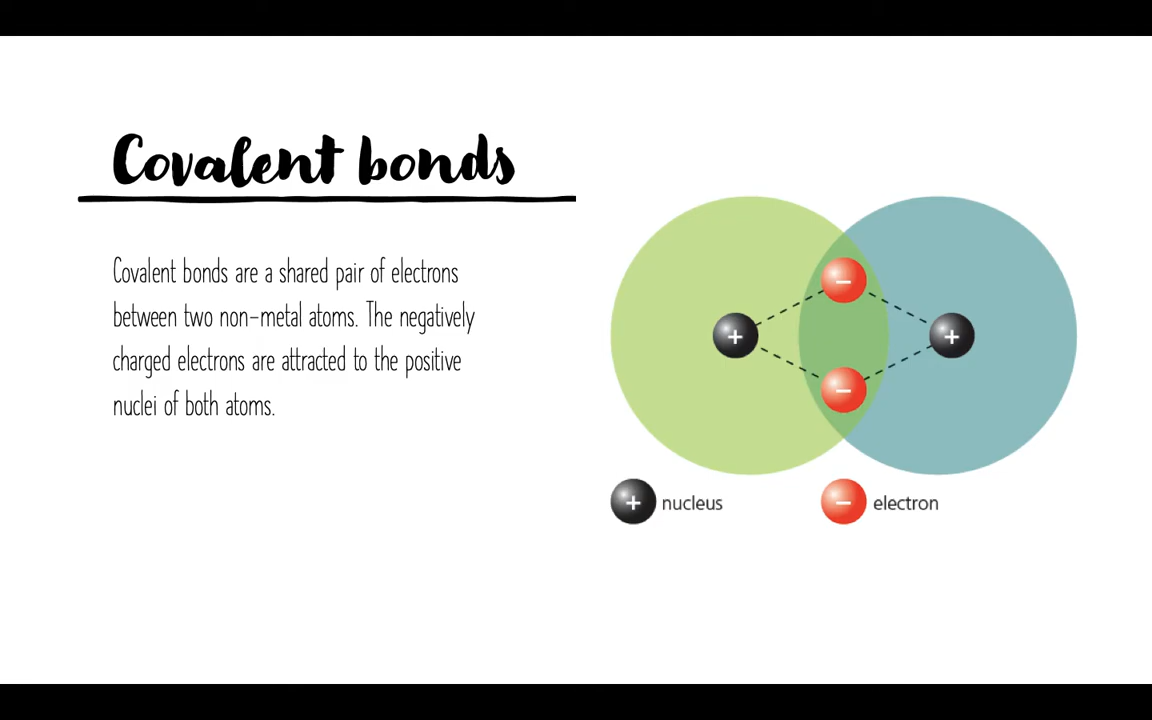 Covalent bonds
Covalent bonds are a shared pair of electrons
between two non-metal atoms. The negatively
charged electrons are attracted to the positive
nuclei of both atoms.
−
+ +
−
+ nucleus − electron